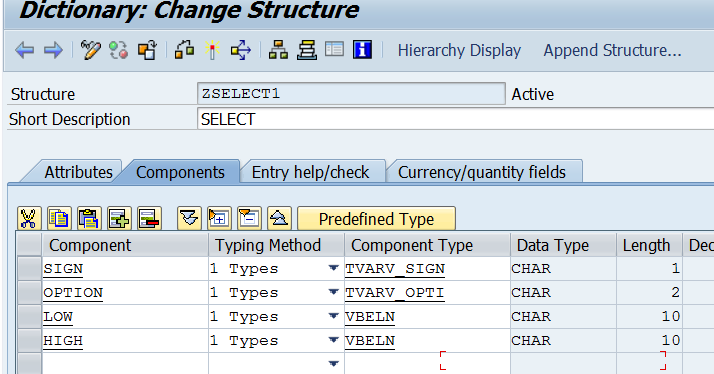 Dictionary: Change Structure
Hierarchy Display Append Structure...
Structure ZSELECT1 Active
Short Description SELECT
Attributes Components Entry help/check Currency/quantity fields
Predefined Type
Component Typing Method Component Type Data Type Length Dec
SIGN 1 Types TVARV_SIGN CHAR 1
OPTION 1 Types TVARV_OPTI CHAR 2
LOW 1 Types VBELN CHAR 10
HIGH 1 Types VBELN CHAR 10